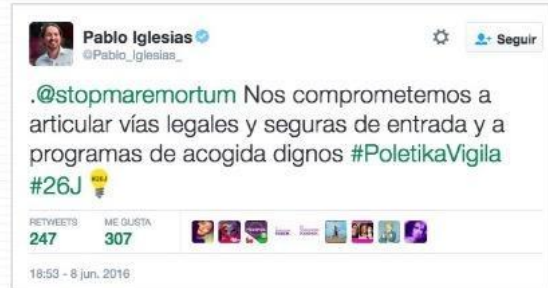 Pablo Iglesias
@Pablo_Iglesias_
Seguir
.@stopmaremortum Nos comprometemos a
articular vías legales y seguras de entrada y a
programas de acogida dignos #PoletikaVigila
#26J
RETWEETS ME GUSTA
247 307
18:53 - 8 jun. 2016